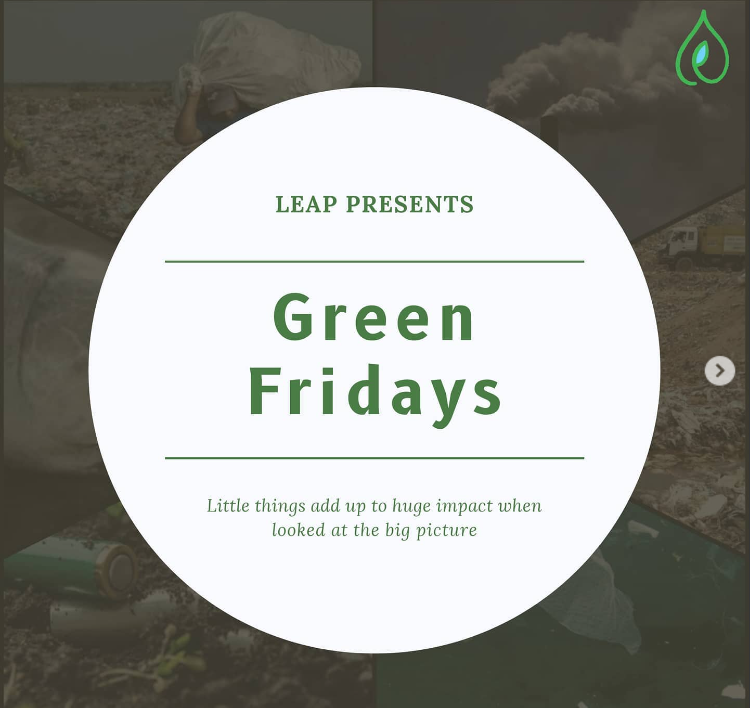 LEAP PRESENTS
Green
Fridays
Little things add up to huge impact when
looked at the big picture